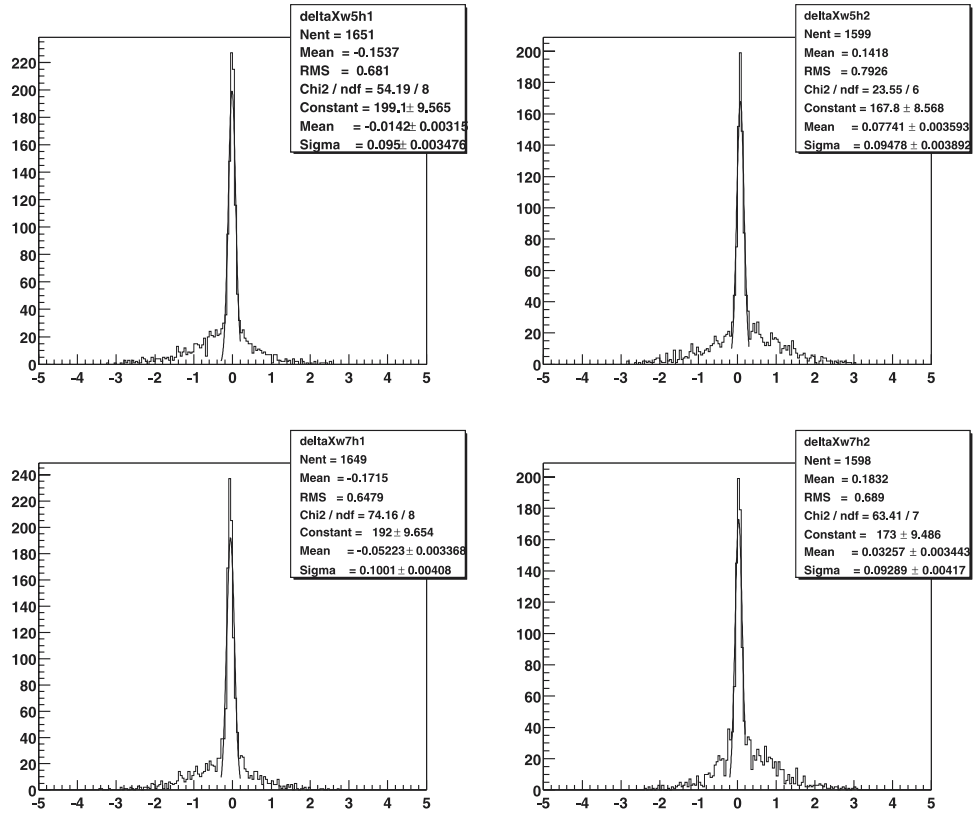 deltaXw5h1
Nent = 1651
Mean = -0.1537
RMS = 0.681
Chi2 / ndf = 54.19 / 8
Constant = 199.1± 9.565
Mean = -0.0142± 0.00315
Sigma = 0.095± 0.003476
220
200
180
160
140
120
100
80
60
40
20
0
-5 -4 -3 -2 -1 0 1 2 3 4 5
deltaXw5h2
Nent = 1599
Mean = 0.1418
RMS = 0.7926
Chi2 / ndf = 23.55 / 6
Constant = 167.8 ± 8.568
Mean = 0.07741 ± 0.003593
Sigma = 0.09478 ± 0.003892
200
180
160
140
120
100
80
60
40
20
0
-5 -4 -3 -2 -1 0 1 2 3 4 5
deltaXw7h1
Nent = 1649
Mean = -0.1715
RMS = 0.6479
Chi2 / ndf = 74.16 / 8
Constant = 192 ± 9.654
Mean = -0.05223 ± 0.003368
Sigma = 0.1001 ± 0.00408
240
220
200
180
160
140
120
100
80
60
40
20
0
-5 -4 -3 -2 -1 0 1 2 3 4 5
deltaXw7h2
Nent = 1598
Mean = 0.1832
RMS = 0.689
Chi2 / ndf = 63.41 / 7
Constant = 173 ± 9.486
Mean = 0.03257 ± 0.003443
Sigma = 0.09289 ± 0.00417
200
180
160
140
120
100
80
60
40
20
0
-5 -4 -3 -2 -1 0 1 2 3 4 5